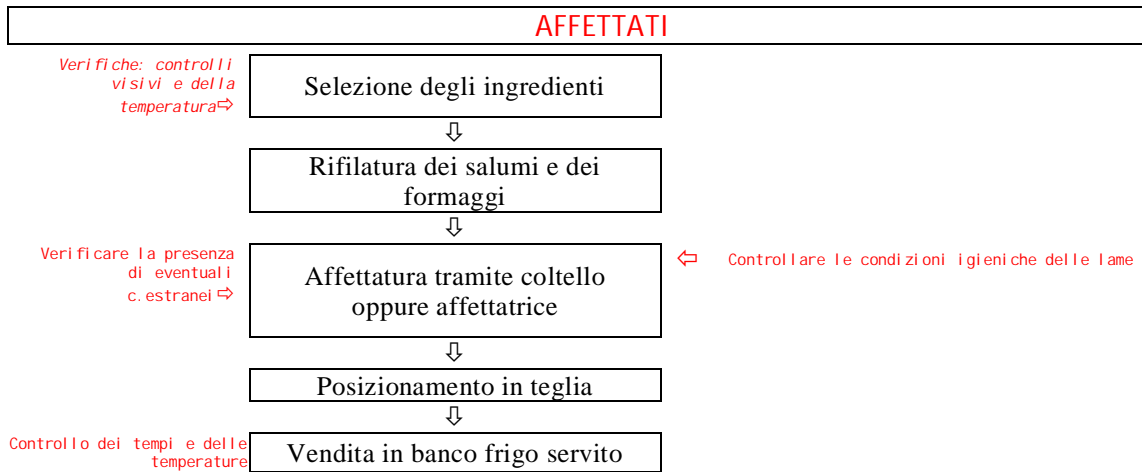 AFFETTATI
Verifiche: controlli
visivi e della
temperatura⇨
Selezione degli ingredienti
⇩
Rifilatura dei salumi e dei
formaggi
⇩
Verificare la presenza
di eventuali
c.estranei⇨
Affettatura tramite coltello
oppure affettatrice
⇦ Controllare le condizioni igieniche delle lame
⇩
Posizionamento in teglia
⇩
Controllo dei tempi e delle
temperature
Vendita in banco frigo servito